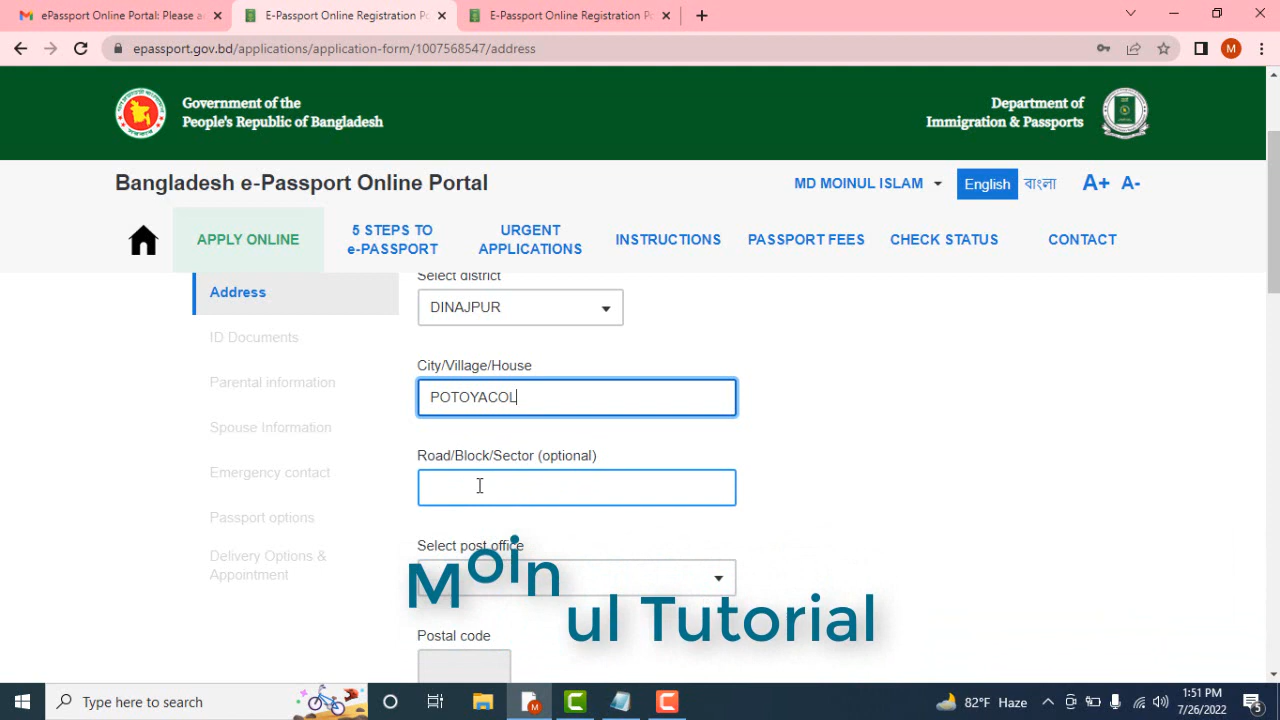 ePassport Online Portal: Please a
E-Passport Online Registration Po
E-Passport Online Registration Po
epassport.gov.bd/applications/application-form/1007568547/address
M
Government of the
People's Republic of Bangladesh
Department of
Immigration & Passports
Bangladesh e-Passport Online Portal
MD MOINUL ISLAM
English
বাংলা
A+
A-
APPLY ONLINE
5 STEPS TO
e-PASSPORT
URGENT
APPLICATIONS
INSTRUCTIONS
PASSPORT FEES
CHECK STATUS
CONTACT
Address
ID Documents
Parental information
Spouse Information
Emergency contact
Passport options
Delivery Options &
Appointment
Select district
DINAJPUR
City/Village/House
POTOYACOL
Road/Block/Sector (optional)
Select post office
Postal code
Moinul Tutorial
Type here to search
82°F Haze
1:51 PM
7/26/2022
5